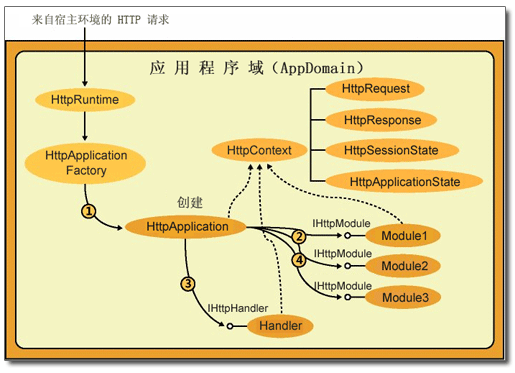 来自宿主环境的 HTTP 请求
应 用 程 序 域（AppDomain）
HttpRuntime
HttpApplication
Factory
HttpContext
HttpRequest
HttpResponse
HttpSessionState
HttpApplicationState
1
创建
HttpApplication
2
IHttpModule
Module1
4
IHttpModule
Module2
IHttpModule
Module3
3
IHttpHandler
Handler